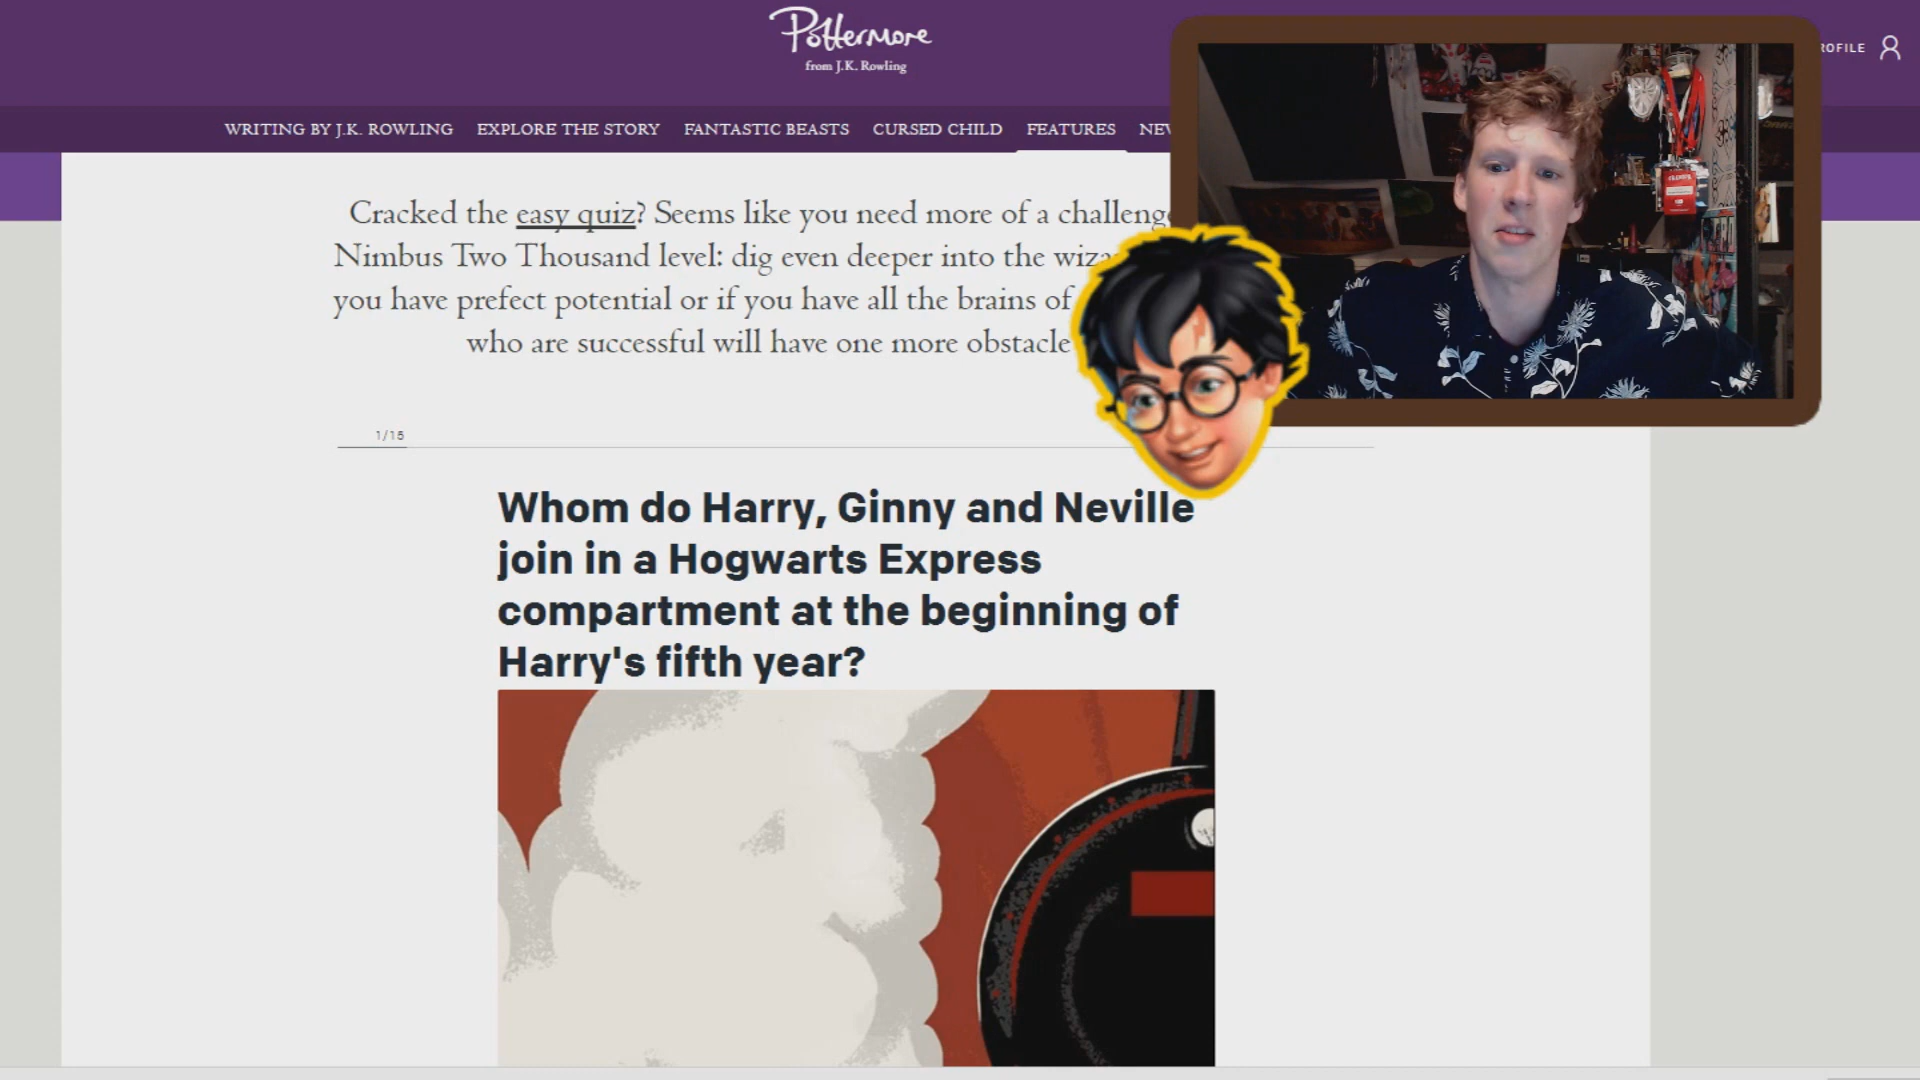 Pottermore
from J.K. Rowling
PROFILE
WRITING BY J.K. ROWLING EXPLORE THE STORY FANTASTIC BEASTS CURSED CHILD FEATURES
Cracked the easy quiz? Seems like you need more of a challenge
Nimbus Two Thousand level: dig even deeper into the
you have prefect potential or if you have all the brains of
who are successful will have one more obstacle
1/15
Whom do Harry, Ginny and Neville
join in a Hogwarts Express
compartment at the beginning of
Harry's fifth year?